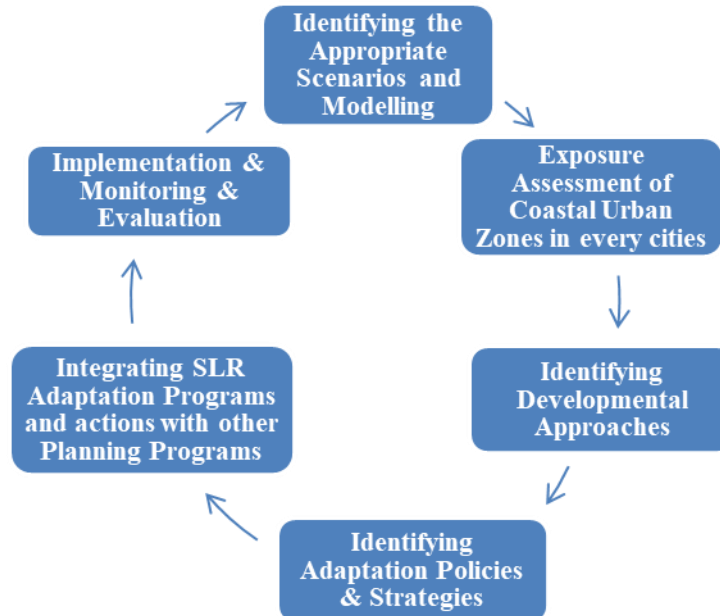 Identifying the
Appropriate
Scenarios and
Modelling
Exposure
Assessment of
Coastal Urban
Zones in every cities
Identifying
Developmental
Approaches
Identifying
Adaptation Policies
& Strategies
Integrating SLR
Adaptation Programs
and actions with other
Planning Programs
Implementation &
Monitoring &
Evaluation